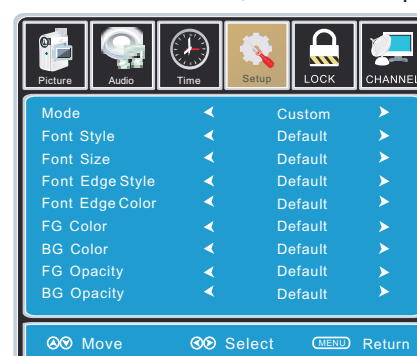 Picture Audio Time Setup LOCK CHANNEL
Mode Custom
Font Style Default
Font Size Default
Font Edge Style Default
Font Edge Color Default
FG Color Default
BG Color Default
FG Opacity Default
BG Opacity Default
Move Select MENU Return